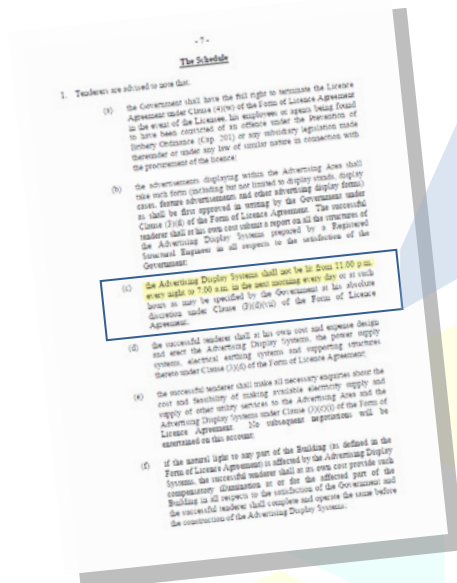 - 7 -
The Schedule
1. Tenderers are advised to note that:
(a) the Government shall have the full right to terminate the Licence
Agreement under Clause (4)(w) of the Form of Licence Agreement
in the event of the Licensee, his employees or agents being found
to have been convicted of an offence under the Prevention of
Bribery Ordinance (Cap. 201) or any subsidiary legislation made
thereunder or under any law of similar nature in connection with
the procurement of the licence;
(b) the advertisements displaying within the Advertising Area shall
take such form (including but not limited to display stands, display
cases, feature advertisements and other advertising display forms)
as shall be first approved in writing by the Government under
Clause (3)(d) of the Form of Licence Agreement. The successful
tenderer shall at his own cost submit a report on all the structures of
the Advertising Display Systems prepared by a Registered
Structural Engineer in all respects to the satisfaction of the
Government;
(c) the Advertising Display Systems shall not be lit from 11.00 p.m.
every night to 7.00 a.m. in the next morning every day or at such
hours as may be specified by the Government at his absolute
discretion under Clause (3)(d)(vii) of the Form of Licence
Agreement;
(d) the successful tenderer shall at his own cost and expense design
and erect the Advertising Display Systems, the power supply
systems, electrical earthing systems and supporting structures
thereto under Clause (3)(d) of the Form of Licence Agreement;
(e) the successful tenderer shall make all necessary enquiries about the
cost and feasibility of making available electricity supply and
supply of other utility services to the Advertising Area and the
Advertising Display Systems under Clause of the Form of
Licence Agreement. No subsequent negotiations will be
entertained on this account;
(f) if the natural light to any part of the Building (as defined in the
Form of Licence Agreement) is affected by the Advertising Display
Systems, the successful tenderer shall at its own cost provide such
compensatory illumination at or for the affected part of the
Building in all respects to the satisfaction of the Government and
the successful tenderer shall complete and operate the same before
the construction of the Advertising Display Systems;